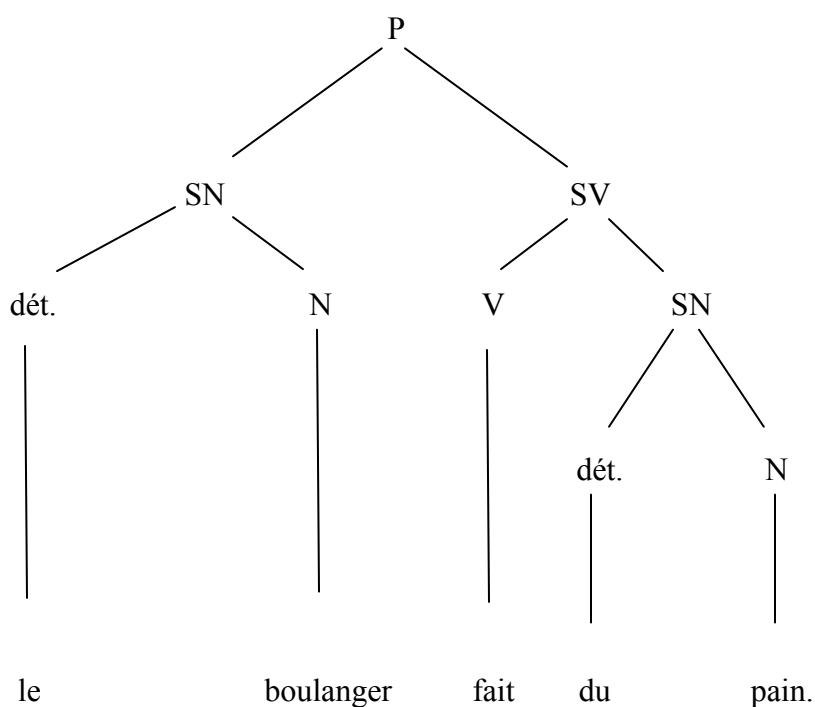 P
SN SV
dét. N V SN
dét. N
le boulanger fait du pain.